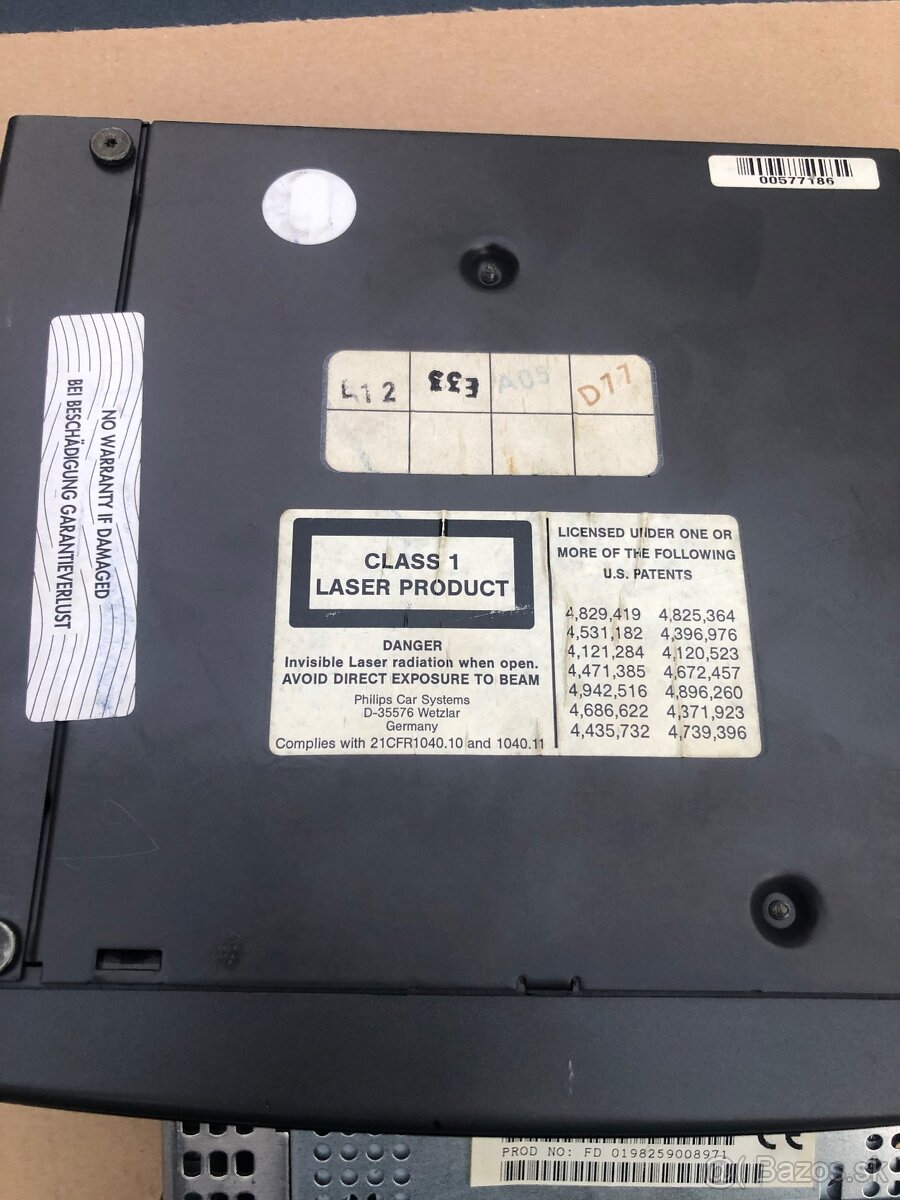 00577186
NO WARRANTY IF DAMAGED
BEI BESCHÄDIGUNG GARANTIEVERLUST
12 E33 A05 D11
CLASS 1
LASER PRODUCT
DANGER
Invisible Laser radiation when open.
AVOID DIRECT EXPOSURE TO BEAM
Philips Car Systems
D-35576 Wetzlar
Germany
Complies with 21CFR1040.10 and 1040.11
LICENSED UNDER ONE OR
MORE OF THE FOLLOWING
U.S. PATENTS
4,829,419 4,825,364
4,531,182 4,396,976
4,121,284 4,120,523
4,471,385 4,672,457
4,942,516 4,896,260
4,686,622 4,371,923
4,435,732 4,739,396
CE
PROD NO: FD 0198259008971
Bazos.sk